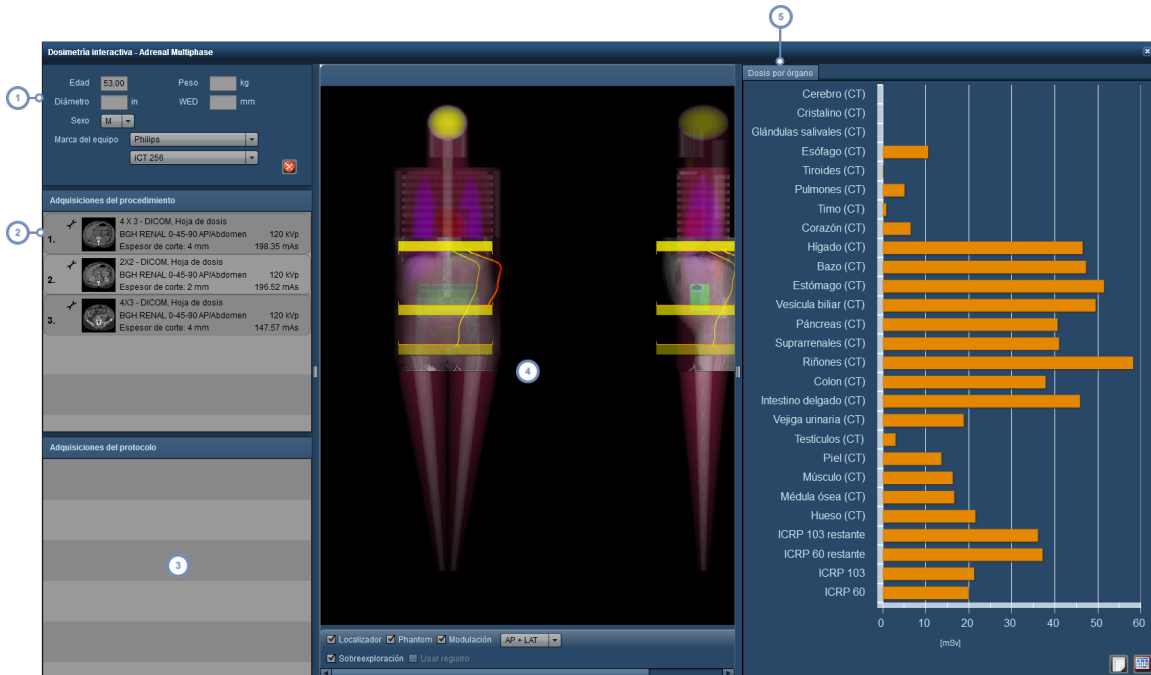 5
Dosimetría interactiva - Adrenal Multiphase
1
Edad 53,00 Peso kg
Diámetro in WED mm
Sexo M
Marca del equipo Philips
iCT 256
Adquisiciones del procedimiento
2
1. 4 X 3 - DICOM, Hoja de dosis
BGH RENAL 0-45-90 AP/Abdomen 120 kVp
Espesor de corte: 4 mm 198.35 mAs
2. 2X2 - DICOM, Hoja de dosis
BGH RENAL 0-45-90 AP/Abdomen 120 kVp
Espesor de corte: 2 mm 196.52 mAs
3. 4X3 - DICOM, Hoja de dosis
BGH RENAL 0-45-90 AP/Abdomen 120 kVp
Espesor de corte: 4 mm 147.57 mAs
Adquisiciones del protocolo
3
4
Localizador Phantom Modulación AP + LAT
Sobreexploración Usar registro
Dosis por órgano
Cerebro (CT)
Cristalino (CT)
Glándulas salivales (CT)
Esófago (CT)
Tiroides (CT)
Pulmones (CT)
Timo (CT)
Corazón (CT)
Hígado (CT)
Bazo (CT)
Estómago (CT)
Vesícula biliar (CT)
Páncreas (CT)
Suprarrenales (CT)
Riñones (CT)
Colon (CT)
Intestino delgado (CT)
Vejiga urinaria (CT)
Testículos (CT)
Piel (CT)
Músculo (CT)
Médula ósea (CT)
Hueso (CT)
ICRP 103 restante
ICRP 60 restante
ICRP 103
ICRP 60
0 10 20 30 40 50 60
[mSv]